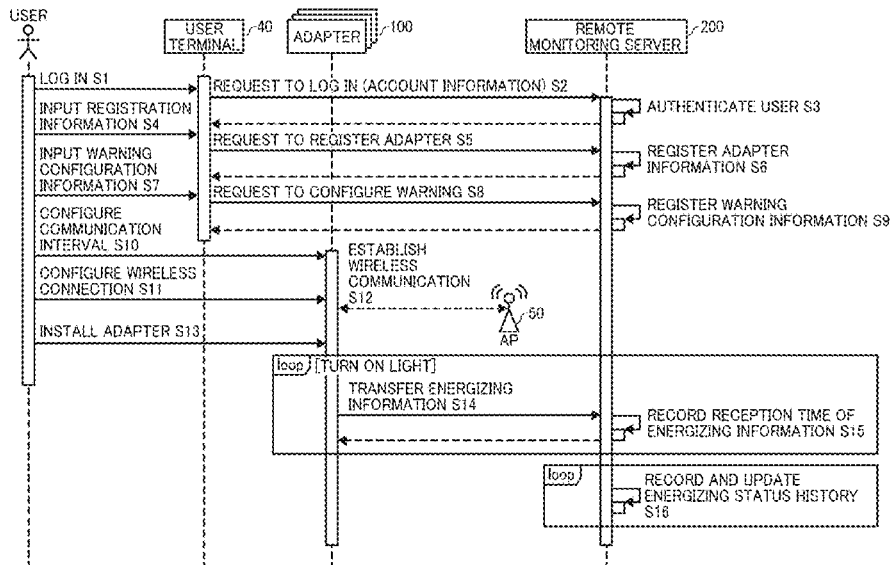 USER
USER
TERMINAL
40
ADAPTER
100
REMOTE
MONITORING SERVER
200
LOG IN S1
REQUEST TO LOG IN (ACCOUNT INFORMATION) S2
AUTHENTICATE USER S3
INPUT REGISTRATION
INFORMATION S4
REQUEST TO REGISTER ADAPTER S5
REGISTER ADAPTER
INFORMATION S6
INPUT WARNING
CONFIGURATION
INFORMATION S7
REQUEST TO CONFIGURE WARNING S8
REGISTER WARNING
CONFIGURATION INFORMATION S9
CONFIGURE
COMMUNICATION
INTERVAL S10
CONFIGURE WIRELESS
CONNECTION S11
ESTABLISH
WIRELESS
COMMUNICATION
S12
50
AP
INSTALL ADAPTER S13
loop
[TURN ON LIGHT]
TRANSFER ENERGIZING
INFORMATION S14
RECORD RECEPTION TIME OF
ENERGIZING INFORMATION S15
loop
RECORD AND UPDATE
ENERGIZING STATUS HISTORY
S16